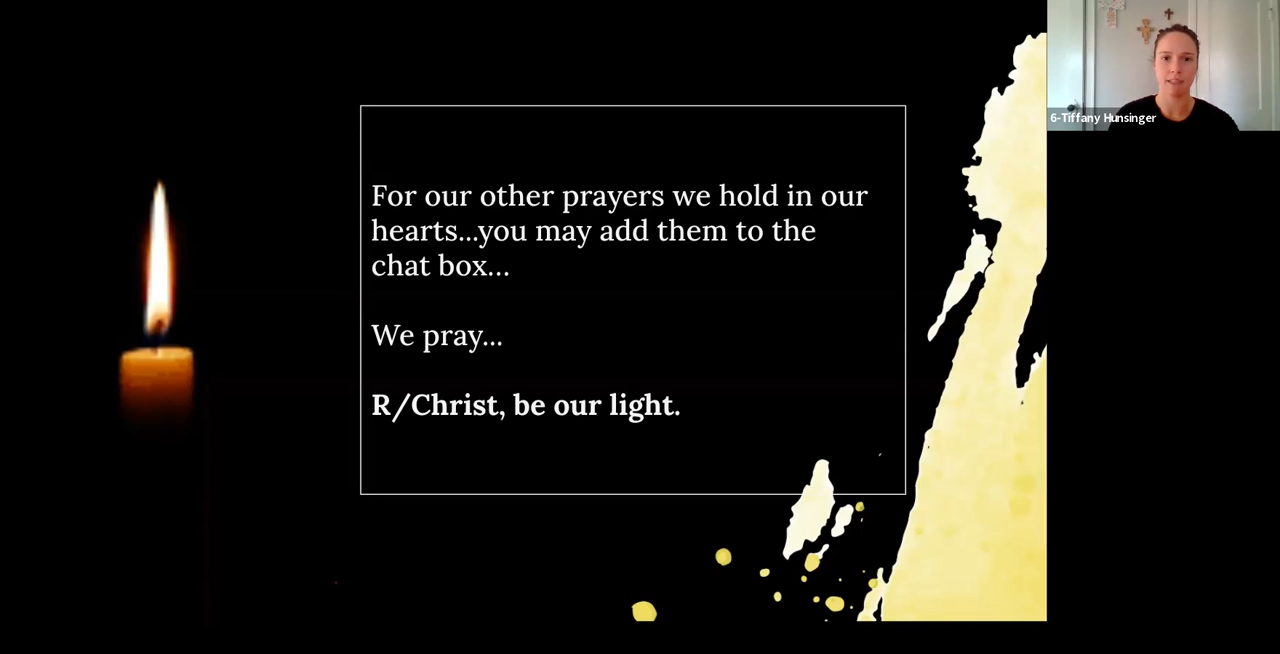 For our other prayers we hold in our
hearts...you may add them to the
chat box...
We pray...
R/Christ, be our light.
6-Tiffany Hunsinger